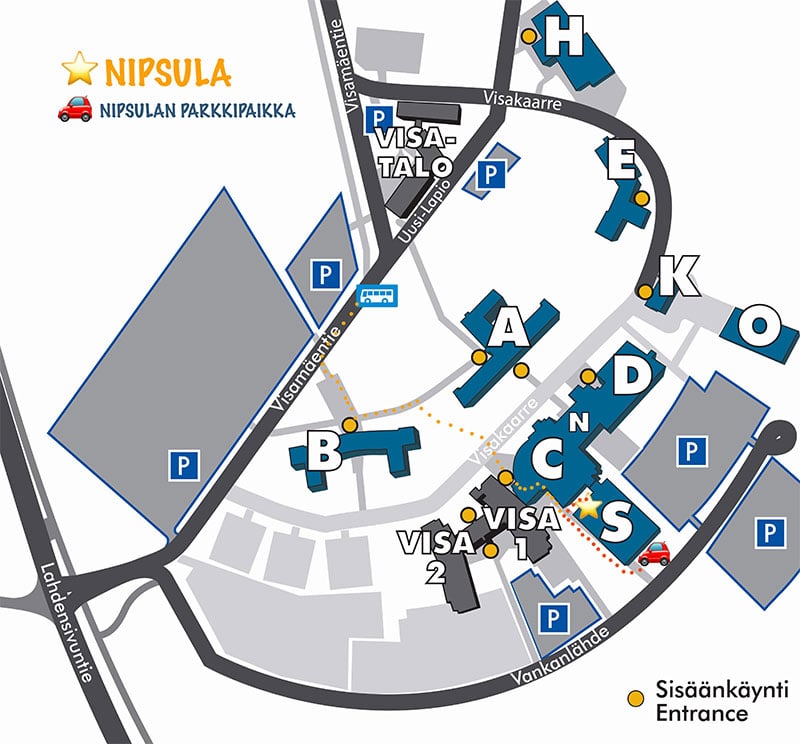 NIPSULA
NIPSULAN PARKKIPAIKKA
Visamäentie
H
Visakaarre
P
VISA-
TALO
P
E
Uusi-Lapio
P
K
O
A
Visamäentie
D
N
Visakaarre
B
C
P
P
S
VISA
1
VISA
2
P
Lahdensivuntie
P
Vankanlähde
Sisäänkäynti
Entrance